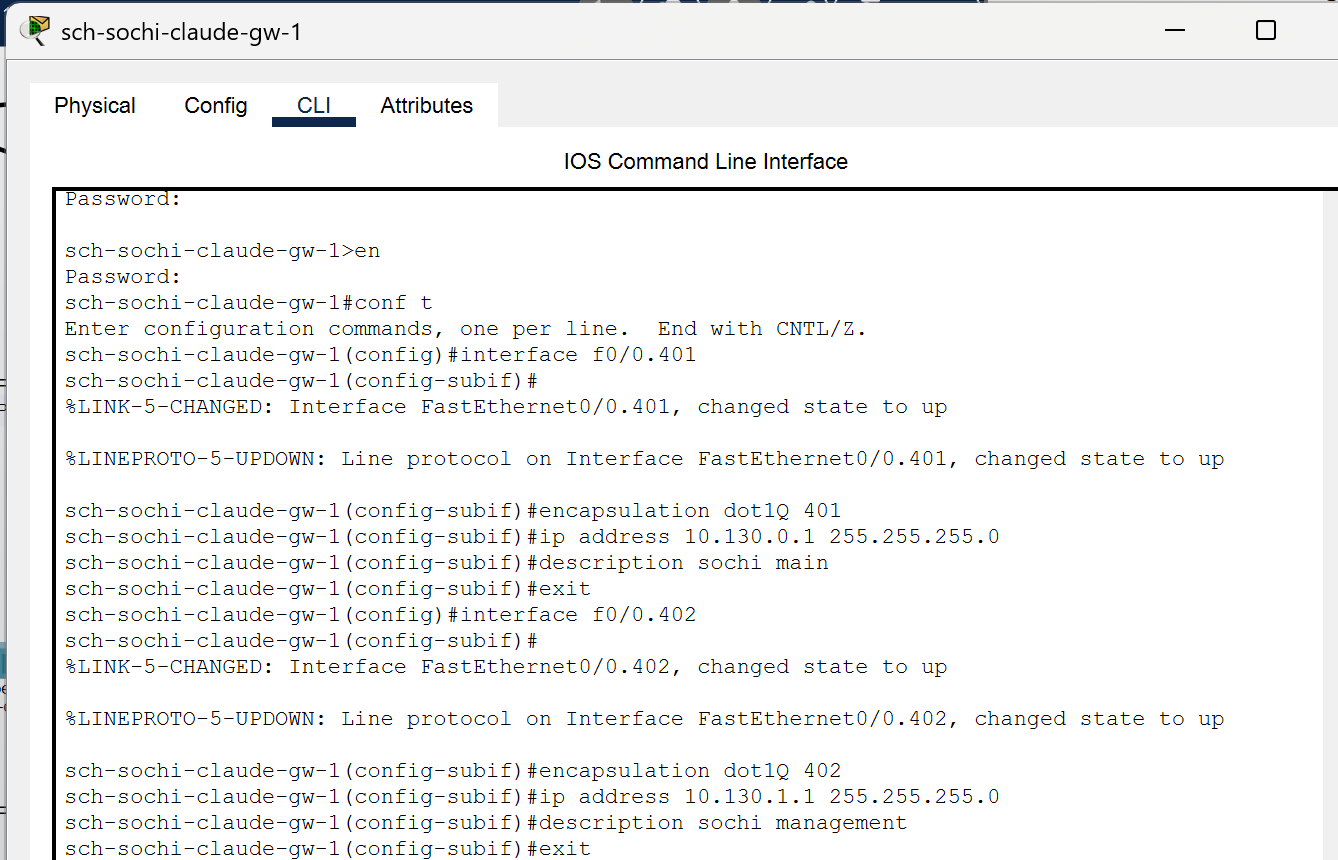 sch-sochi-claude-gw-1
Physical Config CLI Attributes
IOS Command Line Interface
Password:
sch-sochi-claude-gw-1>en
Password:
sch-sochi-claude-gw-1#conf t
Enter configuration commands, one per line.  End with CNTL/Z.
sch-sochi-claude-gw-1(config)#interface f0/0.401
sch-sochi-claude-gw-1(config-subif)#
%LINK-5-CHANGED: Interface FastEthernet0/0.401, changed state to up
%LINEPROTO-5-UPDOWN: Line protocol on Interface FastEthernet0/0.401, changed state to up
sch-sochi-claude-gw-1(config-subif)#encapsulation dot1Q 401
sch-sochi-claude-gw-1(config-subif)#ip address 10.130.0.1 255.255.255.0
sch-sochi-claude-gw-1(config-subif)#description sochi main
sch-sochi-claude-gw-1(config-subif)#exit
sch-sochi-claude-gw-1(config)#interface f0/0.402
sch-sochi-claude-gw-1(config-subif)#
%LINK-5-CHANGED: Interface FastEthernet0/0.402, changed state to up
%LINEPROTO-5-UPDOWN: Line protocol on Interface FastEthernet0/0.402, changed state to up
sch-sochi-claude-gw-1(config-subif)#encapsulation dot1Q 402
sch-sochi-claude-gw-1(config-subif)#ip address 10.130.1.1 255.255.255.0
sch-sochi-claude-gw-1(config-subif)#description sochi management
sch-sochi-claude-gw-1(config-subif)#exit